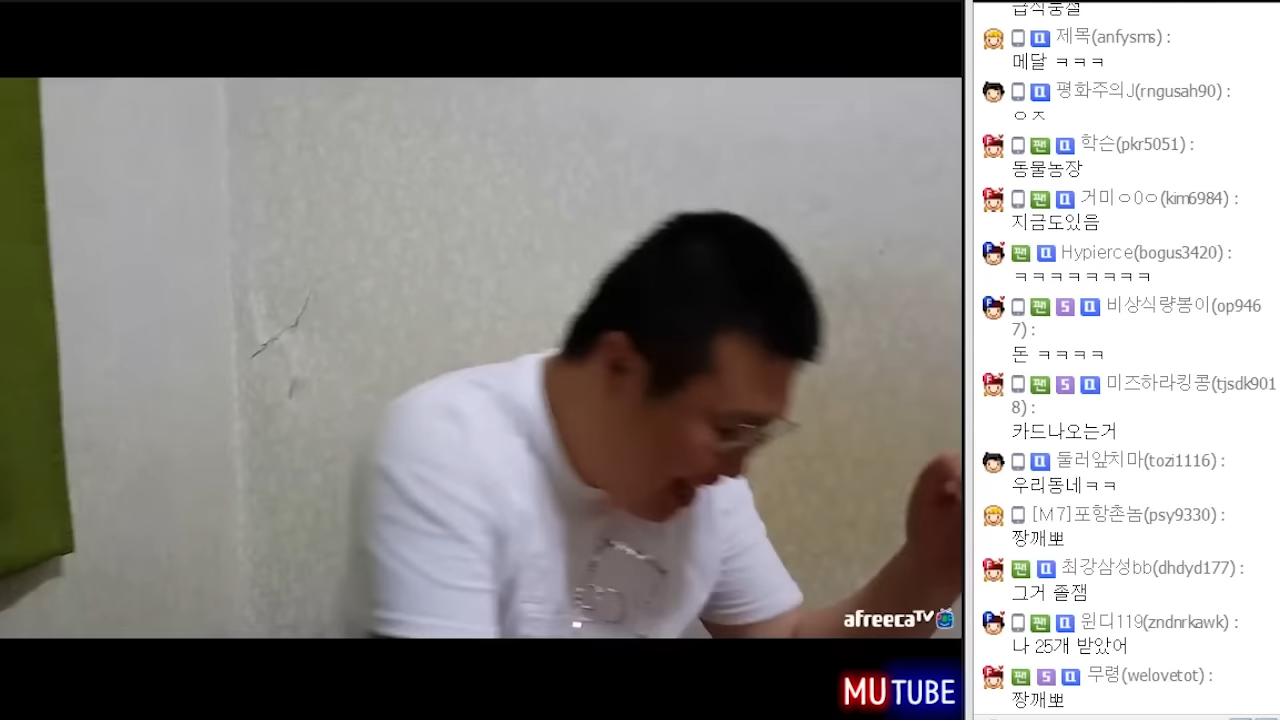 제목(anfysms) :
메달 ㅋㅋㅋ
평화주의J(rngusah90) :
ㅇㅈ
학슨(pkr5051) :
동물농장
거미ㅇ0ㅇ(kim6984) :
지금도있음
Hypierce(bogus3420) :
ㅋㅋㅋㅋㅋㅋㅋㅋ
비상식량봉이(op946
7) :
돈 ㅋㅋㅋㅋ
미즈하라킹콩(tjsdk901
8) :
카드나오는거
둘러앞치마(tozi1116) :
우리동네ㅋㅋ
[M7]포항촌놈(psy9330) :
짱깨뽀
최강삼성bb(dhdyd177) :
그거 졸잼
윈디119(zndnrkawk) :
나 25개 받았어
무령(welovetot) :
짱깨뽀
afreecaTV
MUTUBE